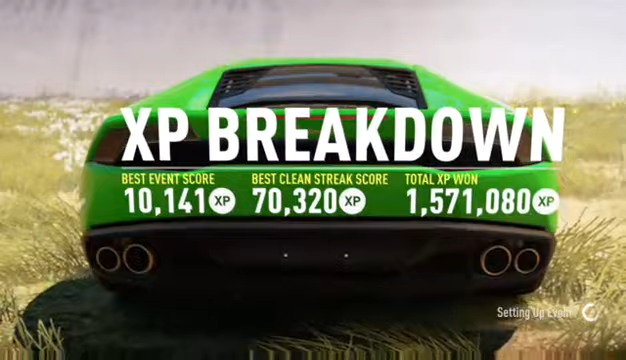 XP BREAKDOWN
BEST EVENT SCORE BEST CLEAN STREAK SCORE TOTAL XP WON
10,141 XP 70,320 XP 1,571,080 XP
Setting Up Event